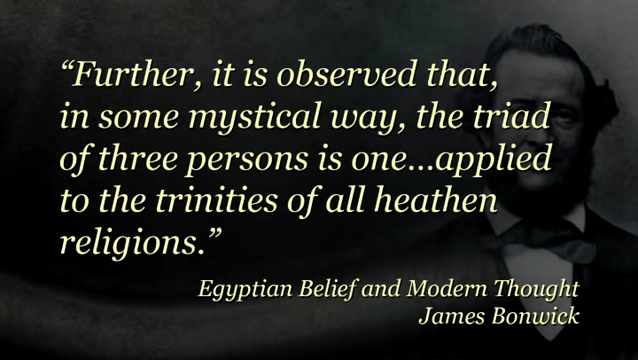 “Further, it is observed that,
in some mystical way, the triad
of three persons is one...applied
to the trinities of all heathen
religions.”
Egyptian Belief and Modern Thought
James Bonwick